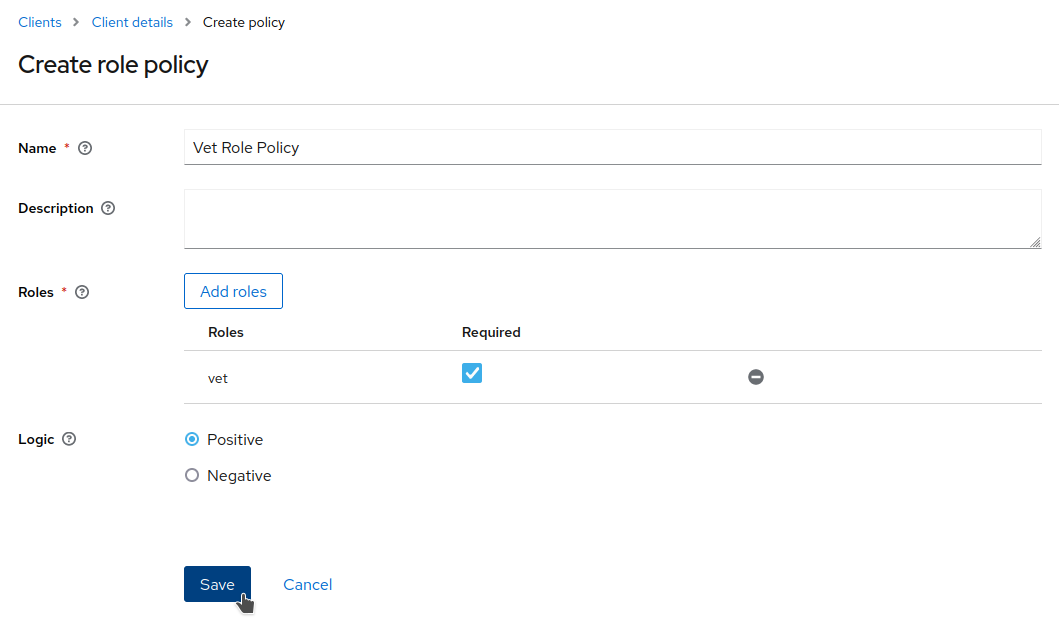 Clients > Client details > Create policy
Create role policy
Name *
Vet Role Policy
Description
Roles *
Add roles
Roles Required
vet
Logic
Positive
Negative
Save Cancel